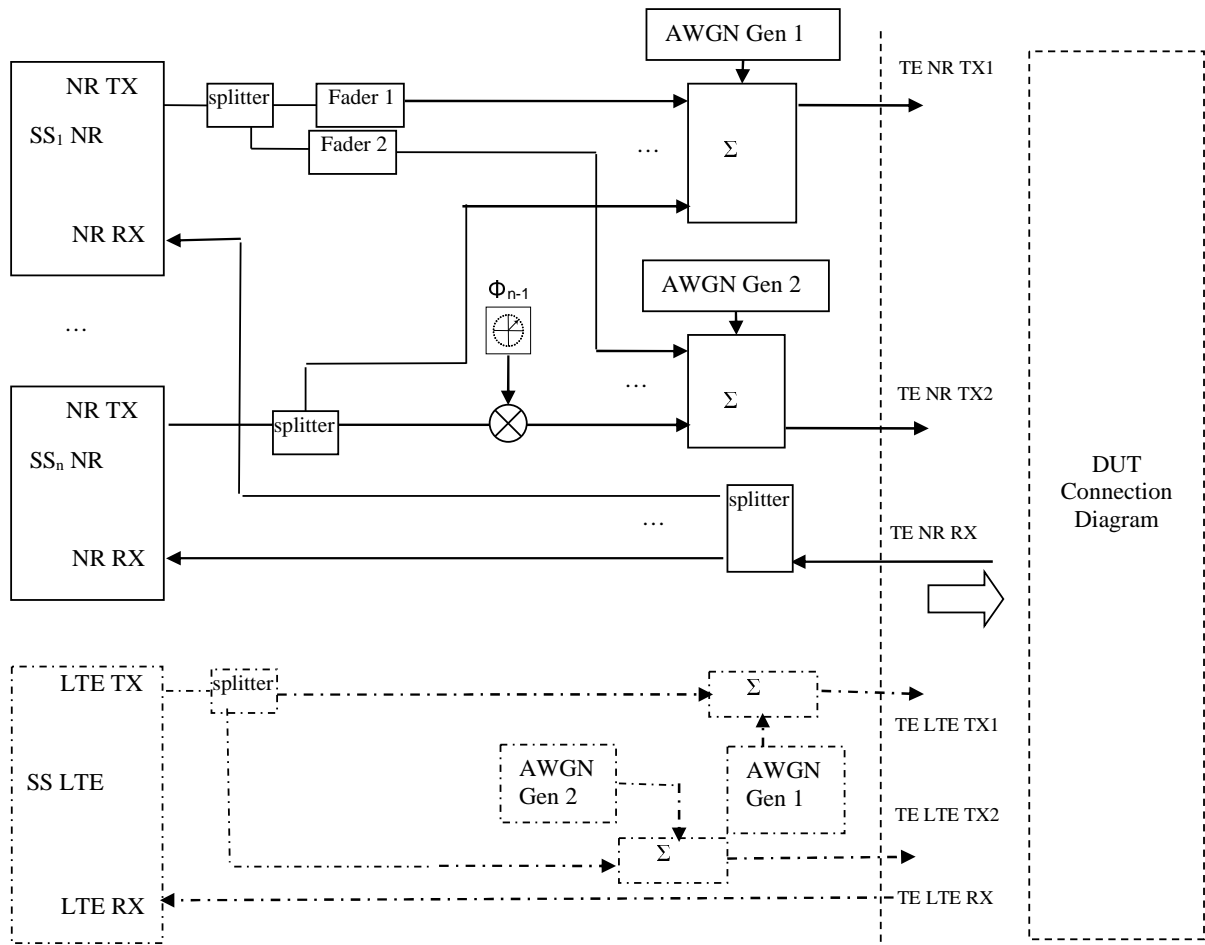 AWGN Gen 1
TE NR TX1
NR TX
splitter
Fader 1
SS₁ NR
Fader 2
…
Σ
NR RX
AWGN Gen 2
Φn-1
…
…
TE NR TX2
NR TX
splitter
Σ
SSn NR
DUT
Connection
Diagram
splitter
…
TE NR RX
NR RX
LTE TX
splitter
Σ
TE LTE TX1
SS LTE
AWGN
Gen 2
AWGN
Gen 1
TE LTE TX2
Σ
LTE RX
TE LTE RX